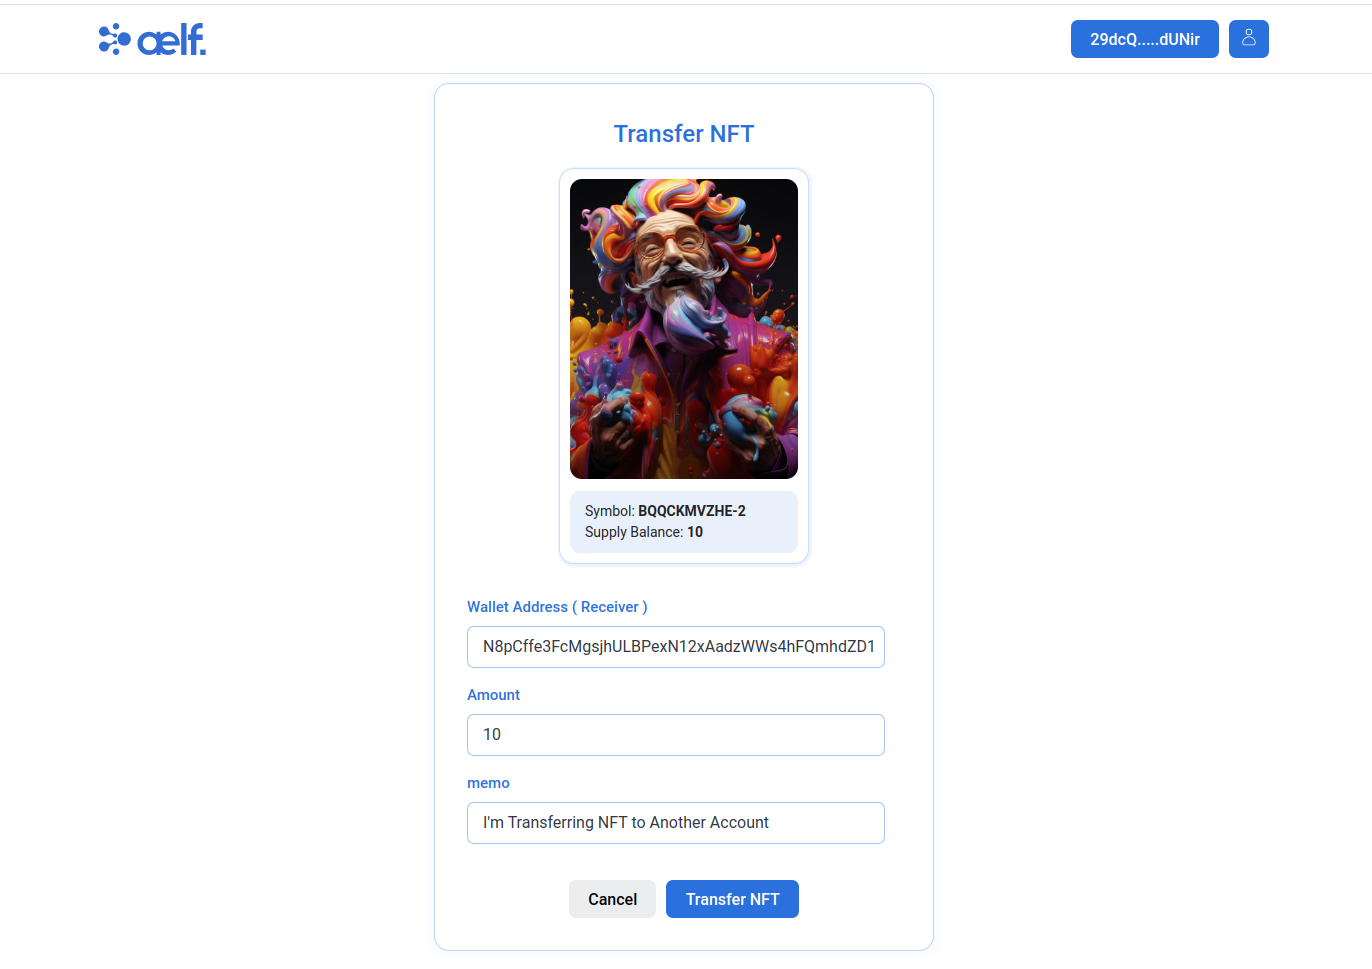 aelf.
29dcQ.....dUNir
Transfer NFT
Symbol: BQQCKMVZHE-2
Supply Balance: 10
Wallet Address ( Receiver )
N8pCffe3FcMgsjhULBPexN12xAadzWWs4hFQmhdZD1
Amount
10
memo
I'm Transferring NFT to Another Account
Cancel
Transfer NFT